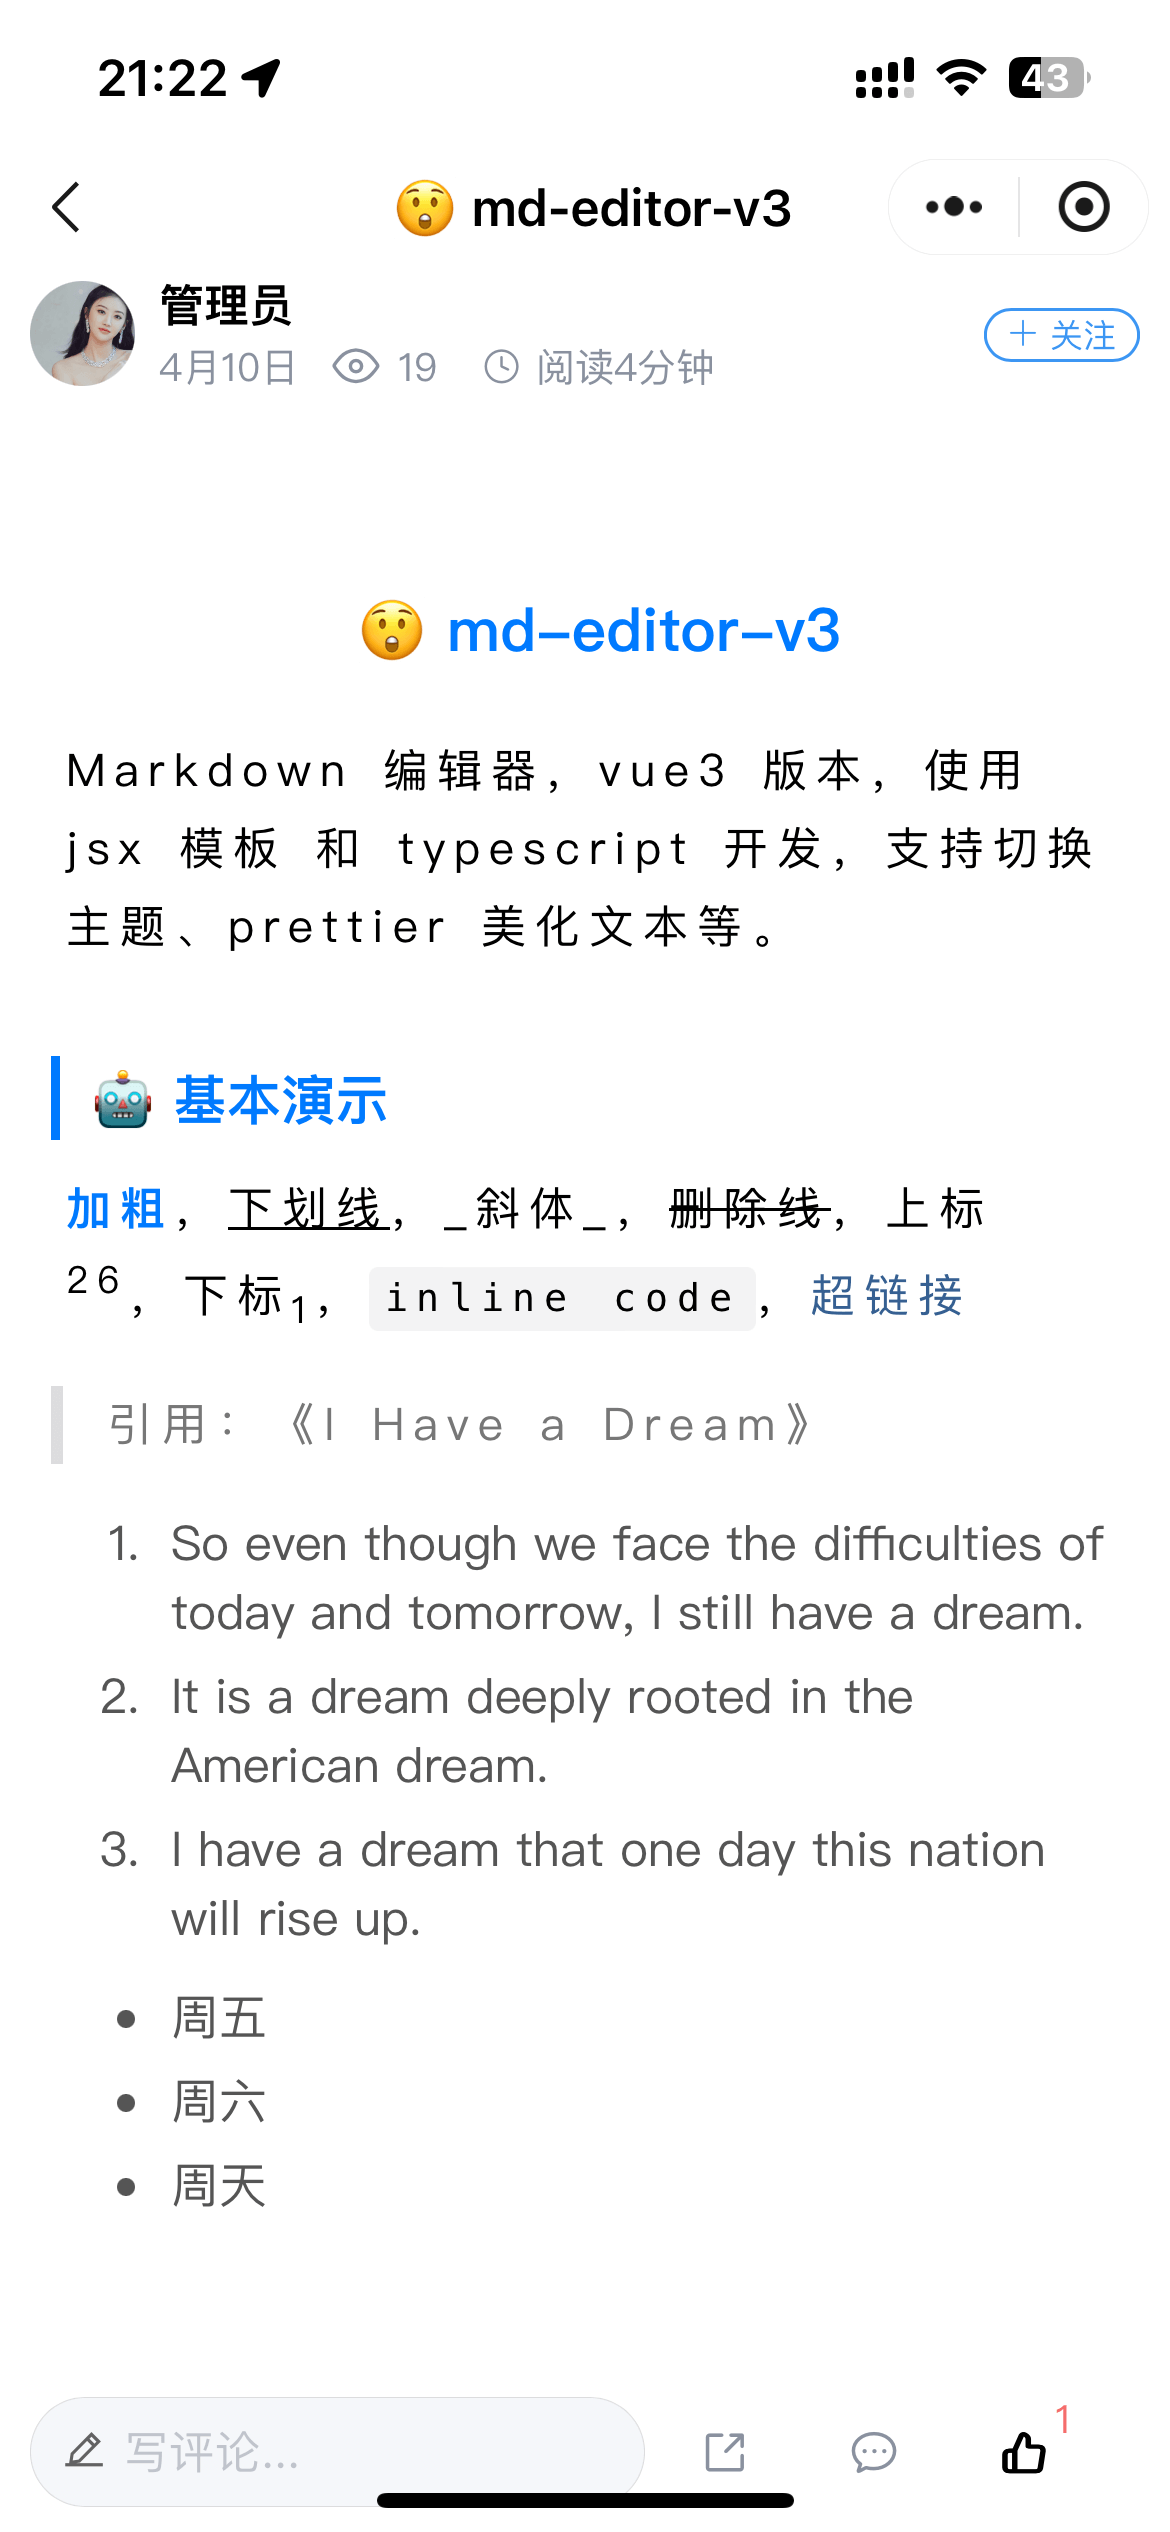 21:22 43
😲 md-editor-v3
管理员
4月10日 19 阅读4分钟
+ 关注
😲 md-editor-v3
Markdown 编辑器，vue3 版本，使用
jsx 模板 和 typescript 开发，支持切换
主题、prettier 美化文本等。
🤖 基本演示
加粗，下划线，_斜体_，删除线，上标
26，下标1，inline code，超链接
引用：《I Have a Dream》
1. So even though we face the difficulties of
today and tomorrow, I still have a dream.
2. It is a dream deeply rooted in the
American dream.
3. I have a dream that one day this nation
will rise up.
• 周五
• 周六
• 周天
写评论... 1